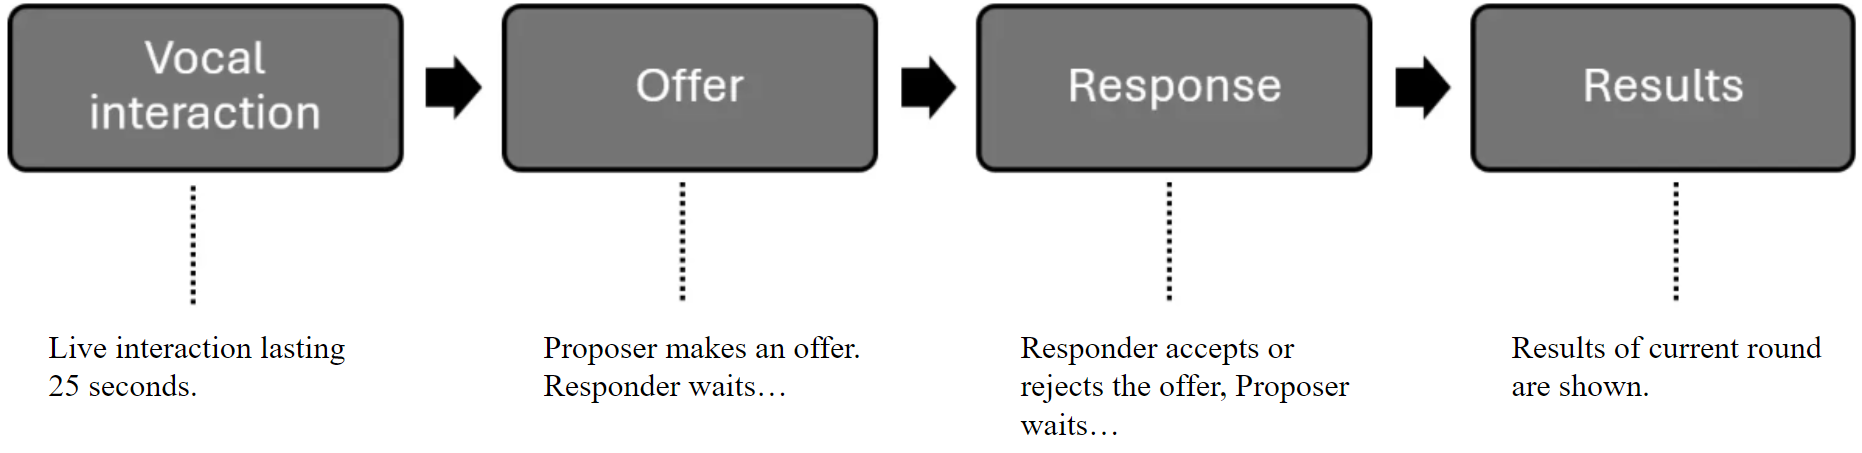 Vocal
interaction
Offer
Response
Results
Live interaction lasting
25 seconds.
Proposer makes an offer.
Responder waits…
Responder accepts or
rejects the offer, Proposer
waits…
Results of current round
are shown.